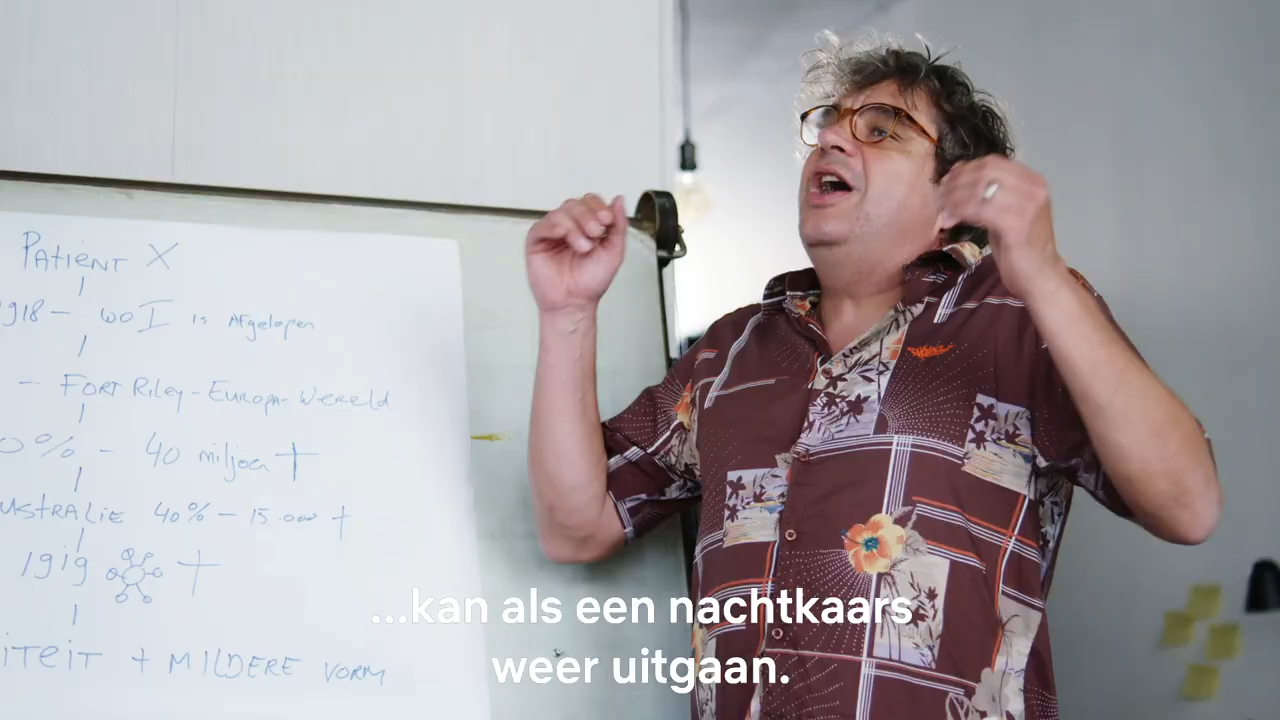 Patient X
1918 - WO I is afgelopen
- Fort Riley - Europa - Wereld
0% - 40 miljoen †
ustralie 40% - 15.000 †
1919 †
iteit + mildere vorm
...kan als een nachtkaars
weer uitgaan.